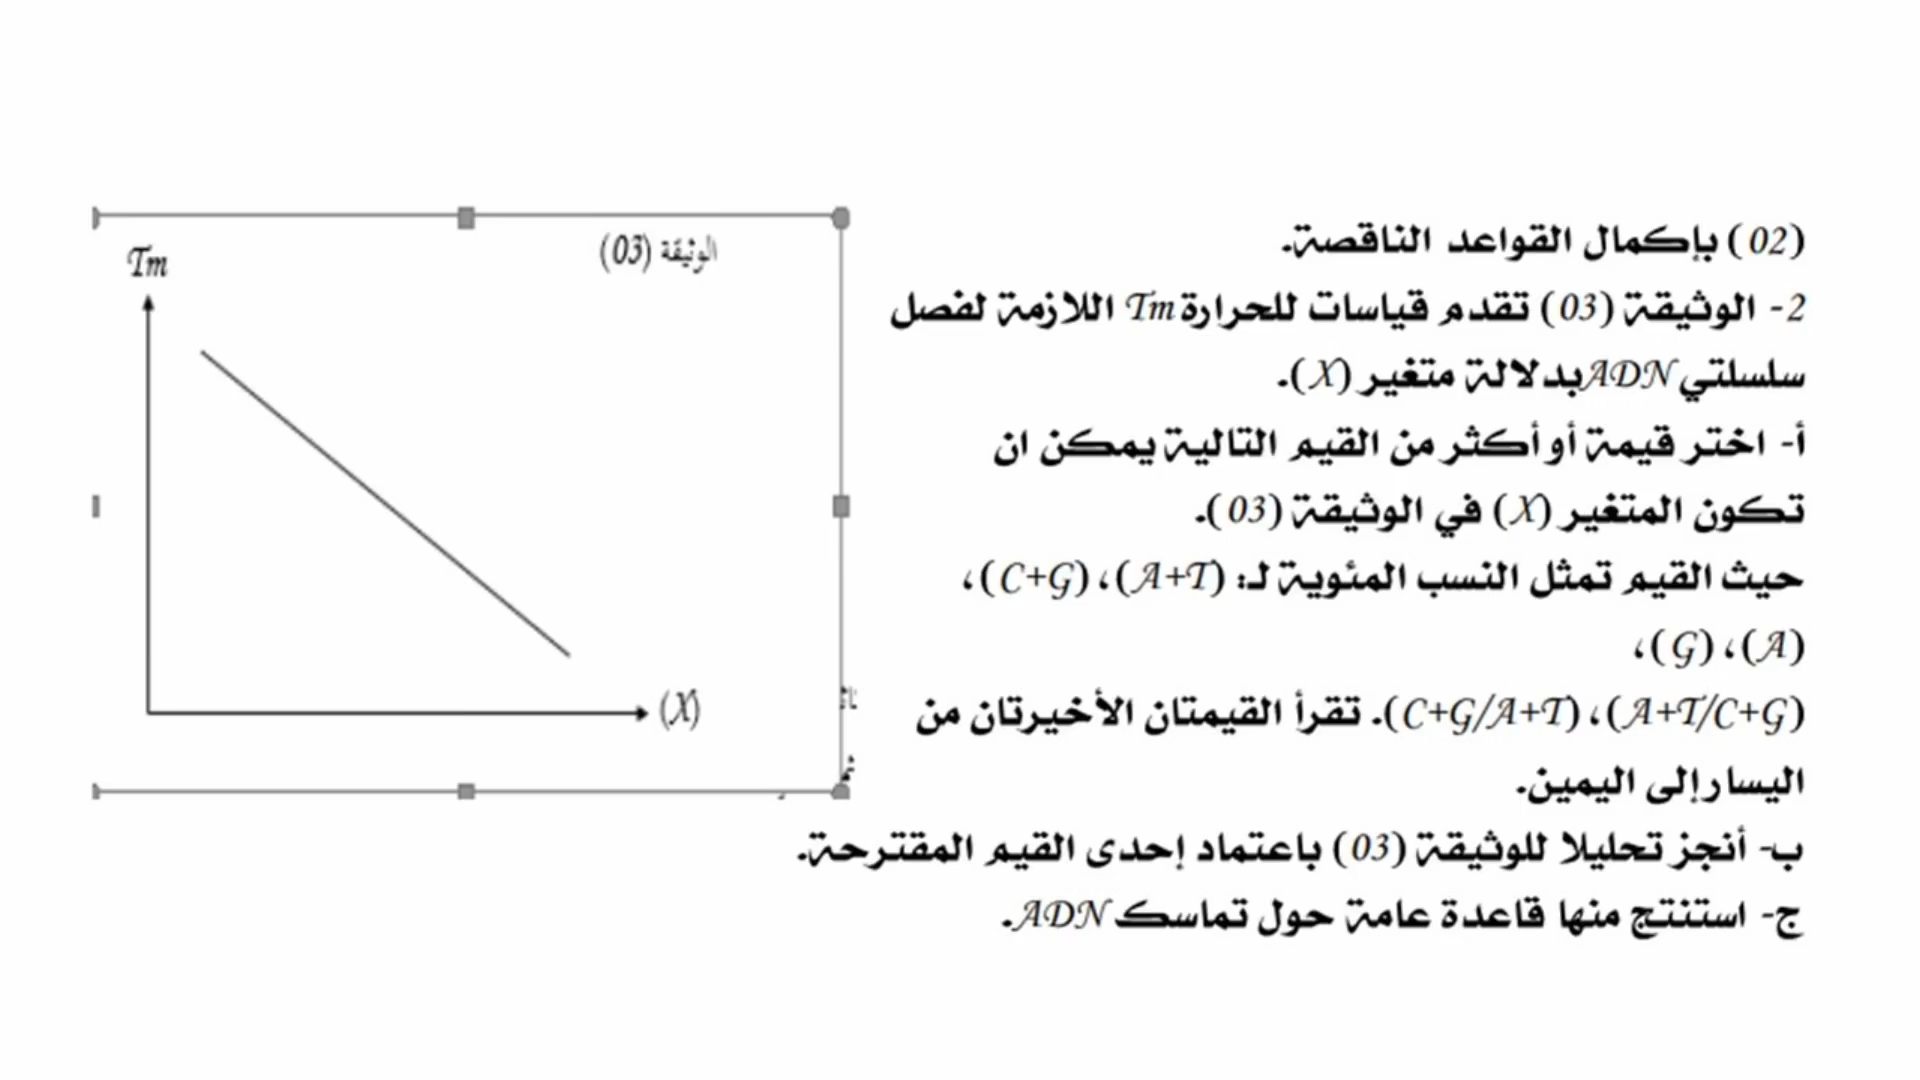 (02) بإكمال القواعد الناقصة.
2- الوثيقة (03) تقدم قياسات للحرارة Tm اللازمة لفصل
سلسلتي ADN بدلالة متغير (X).
أ- اختر قيمة أو أكثر من القيم التالية يمكن ان
تكون المتغير (X) في الوثيقة (03).
حيث القيم تمثل النسب المئوية لـ: (A+T)، (C+G)،
(A)، (G)،
(A+T/C+G)، (C+G/A+T). تقرأ القيمتان الأخيرتان من
اليسار إلى اليمين.
ب- أنجز تحليلا للوثيقة (03) باعتماد إحدى القيم المقترحة.
ج- استنتج منها قاعدة عامة حول تماسك ADN.
الوثيقة (03)
Tm
(X)